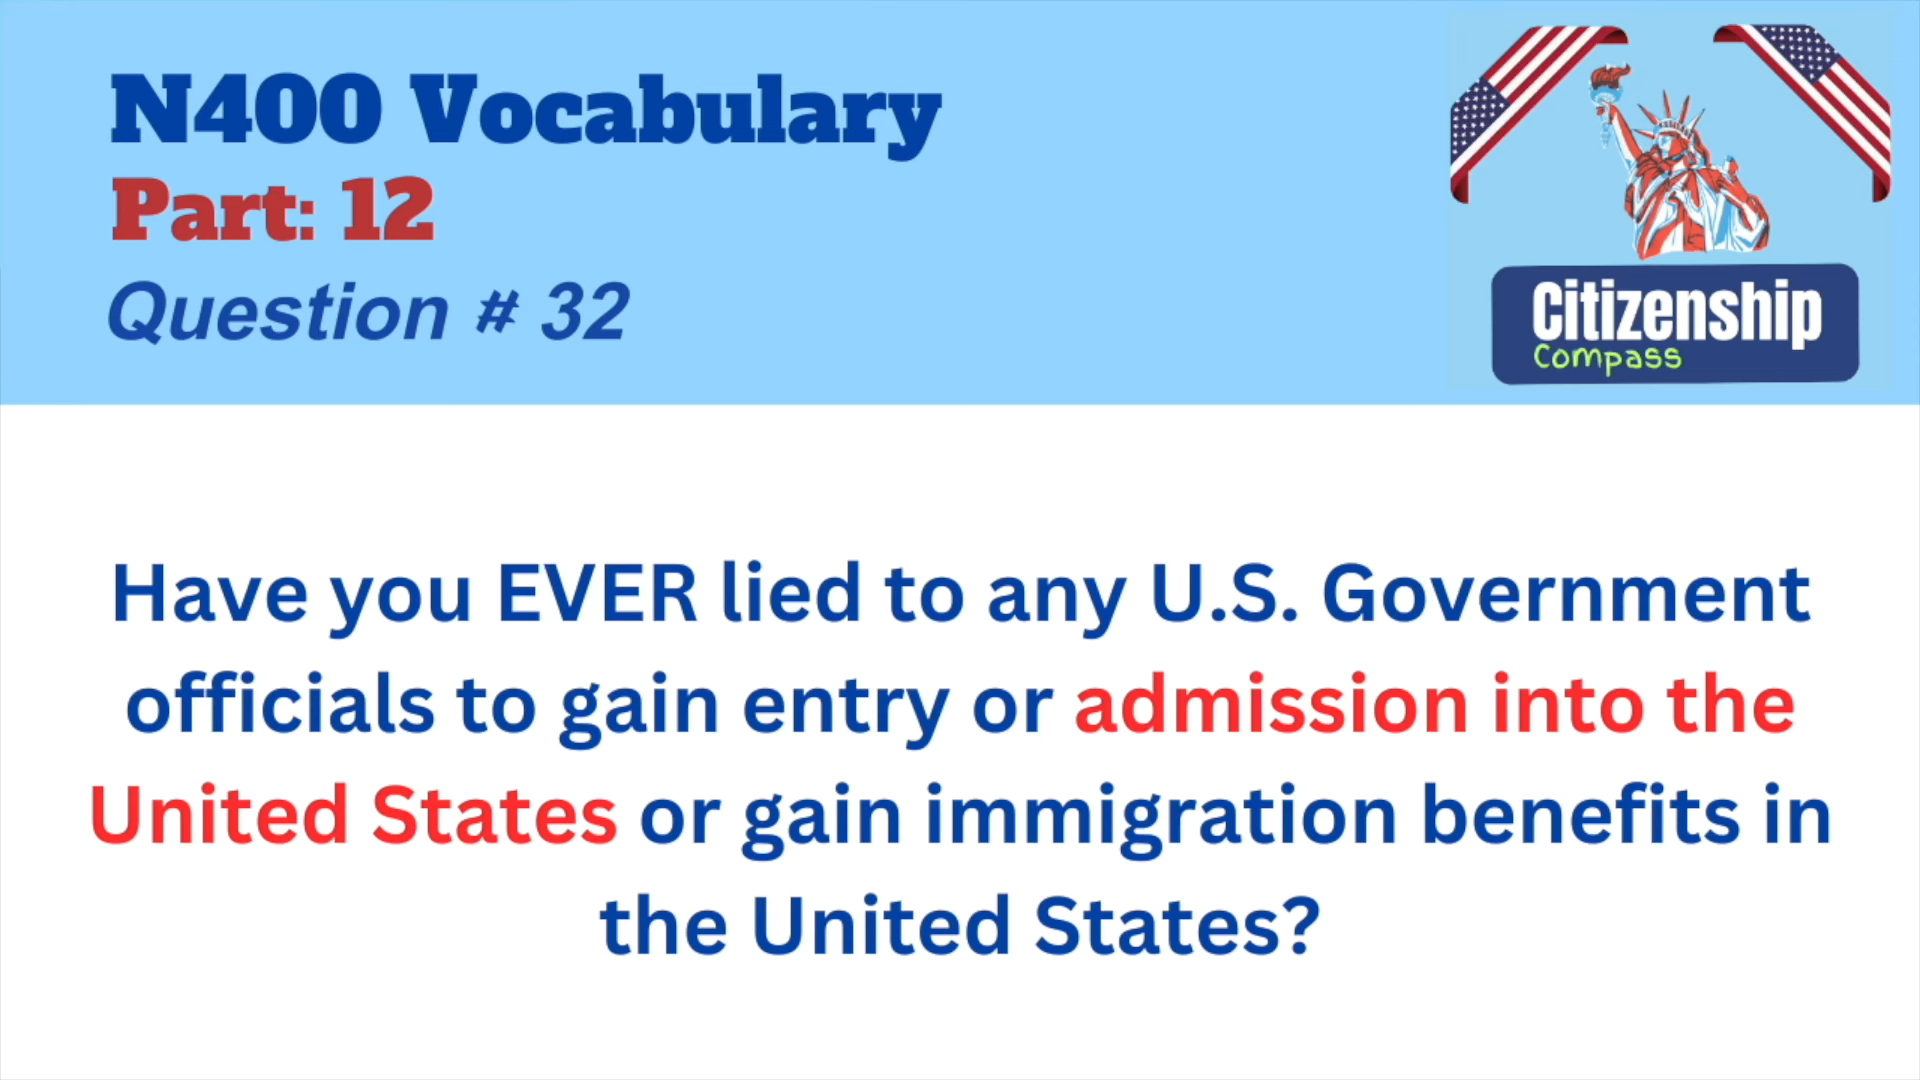 N400 Vocabulary
Part: 12
Question # 32
Citizenship
Compass
Have you EVER lied to any U.S. Government
officials to gain entry or admission into the
United States or gain immigration benefits in
the United States?